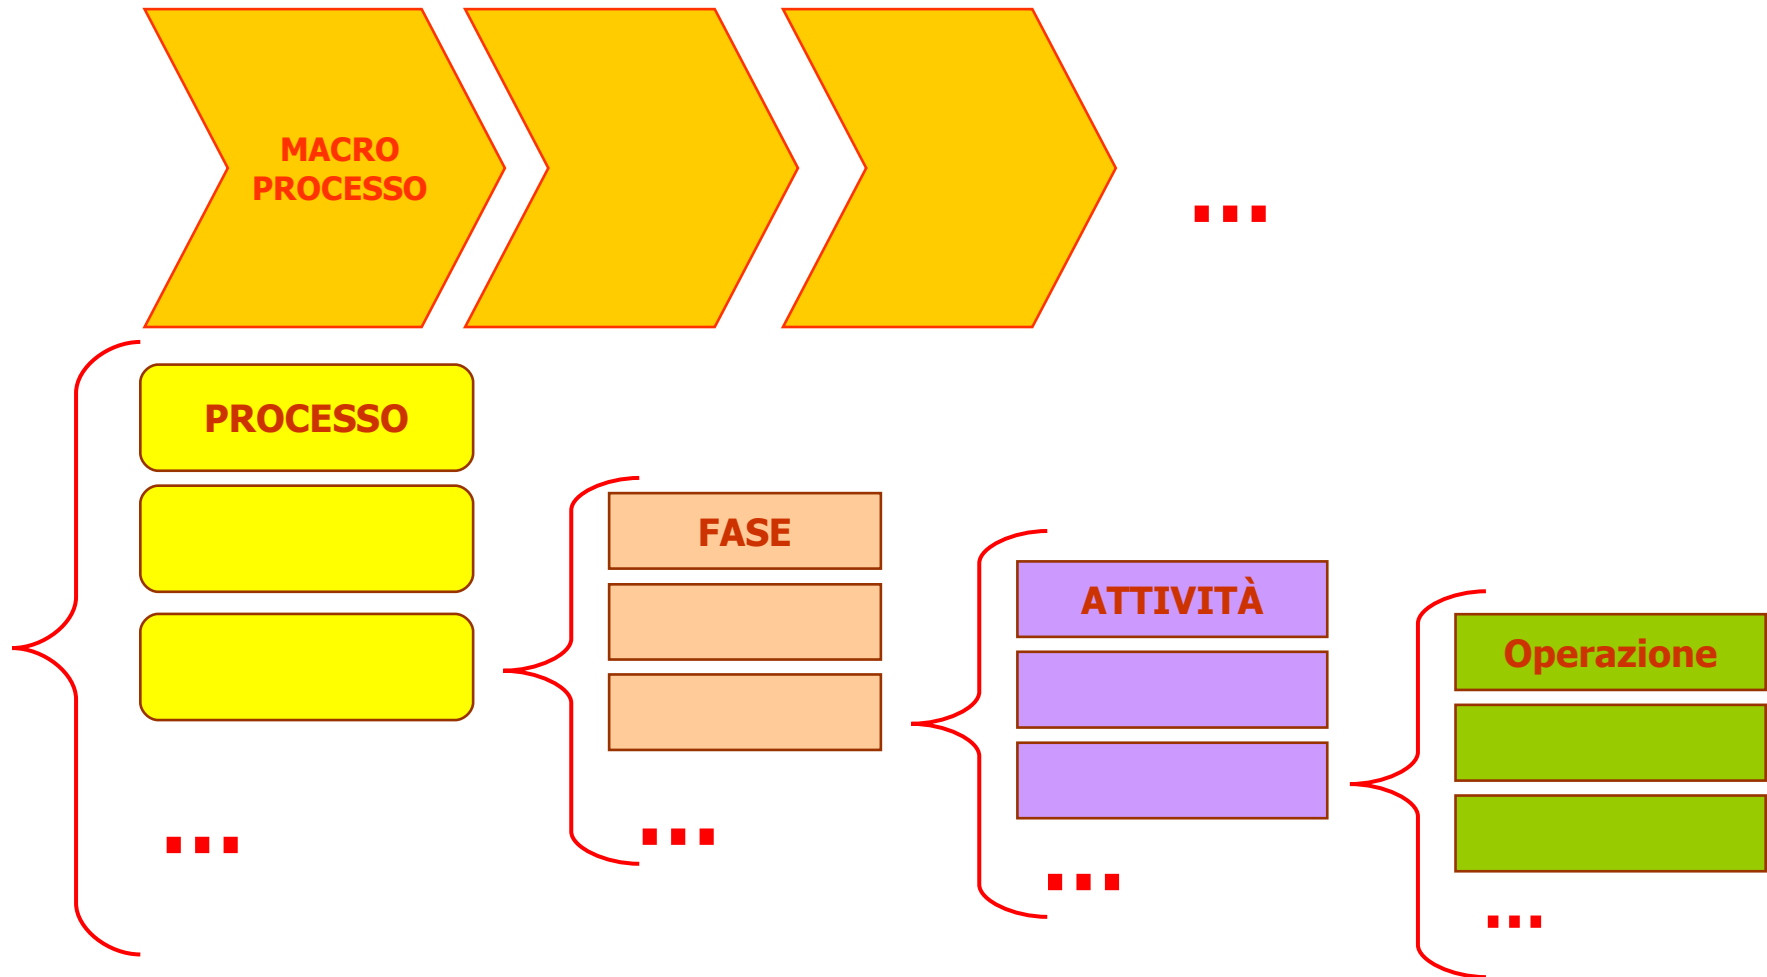 MACRO
PROCESSO
...
PROCESSO
FASE
ATTIVITÀ
Operazione
...
...
...
...